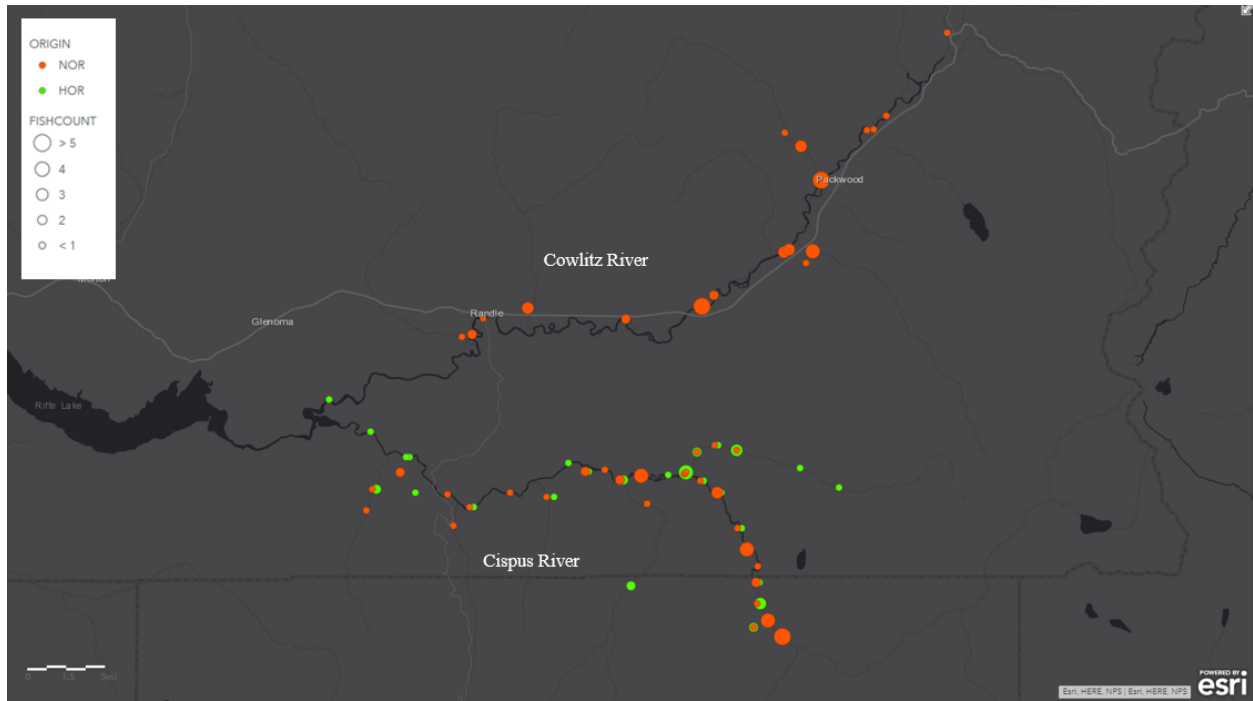 ORIGIN
NOR
HOR
FISHCOUNT
> 5
4
3
2
< 1
Packwood
Cowlitz River
Randle
Glenoma
Riffe Lake
Cispus River
0 1.5 3mi
Esri, HERE, NPS | Esri, HERE, NPS
POWERED BY
esri